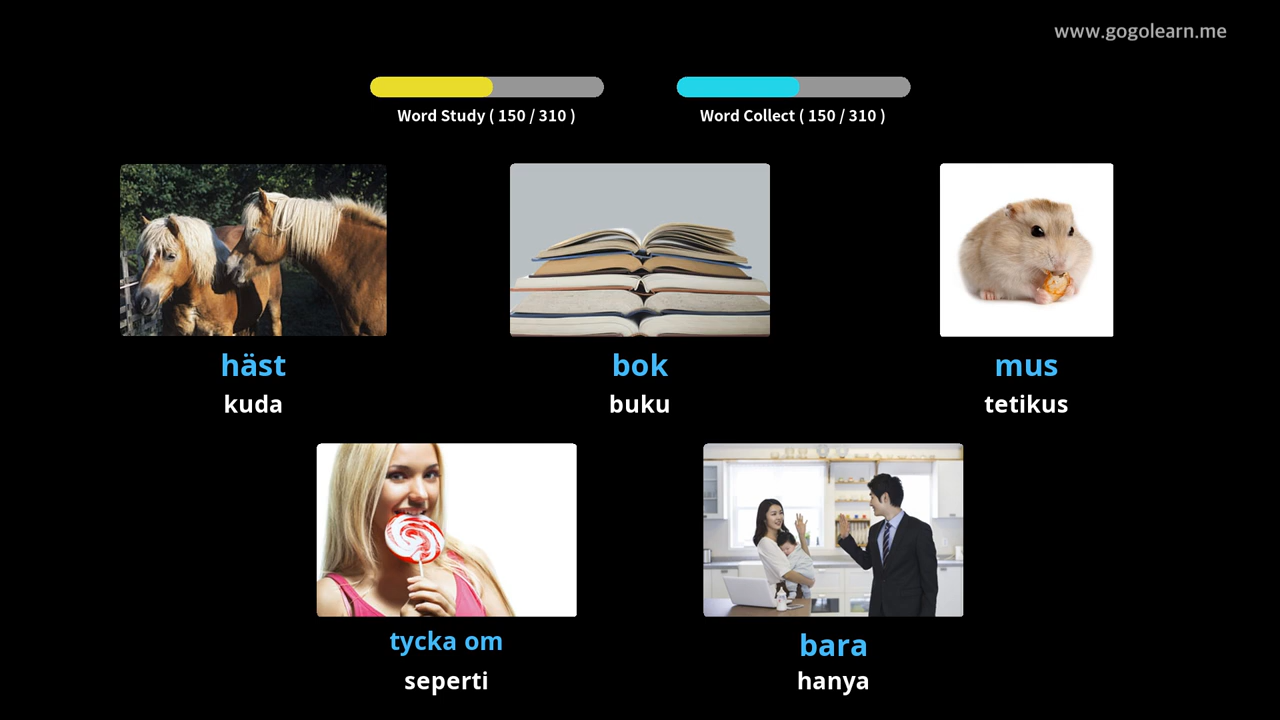 www.gogolearn.me
Word Study ( 150 / 310 )
Word Collect ( 150 / 310 )
häst
kuda
bok
buku
mus
tetikus
tycka om
seperti
bara
hanya